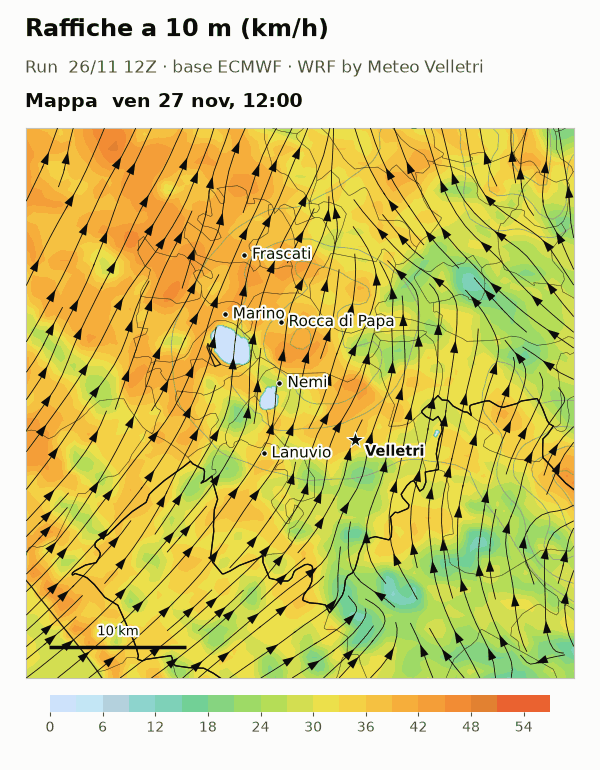 Raffiche a 10 m (km/h)
Run  26/11 12Z · base ECMWF · WRF by Meteo Velletri
Mappa  ven 27 nov, 12:00
Frascati
Marino
Rocca di Papa
Nemi
Velletri
Lanuvio
10 km
0 6 12 18 24 30 36 42 48 54